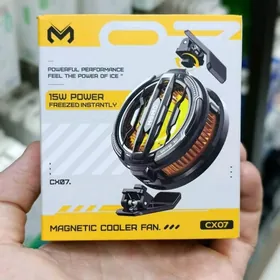 POWERFUL PERFORMANCE
FEEL THE POWER OF ICE "
15W POWER
FREEZED INSTANTLY
CX07.
MAGNETIC COOLER FAN. ///
CX07